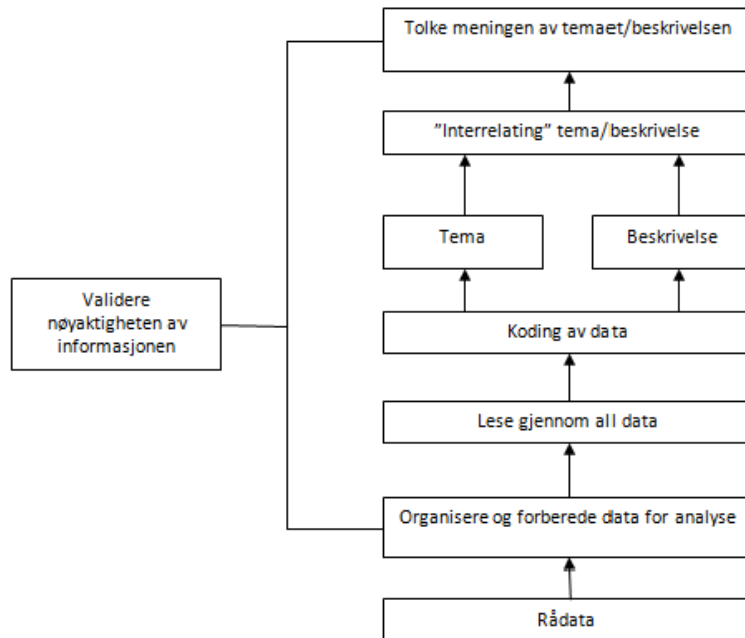 Tolke meningen av temaet/beskrivelsen
”Interrelating” tema/beskrivelse
Tema
Beskrivelse
Validere
nøyaktigheten av
informasjonen
Koding av data
Lese gjennom all data
Organisere og forberede data for analyse
Rådata